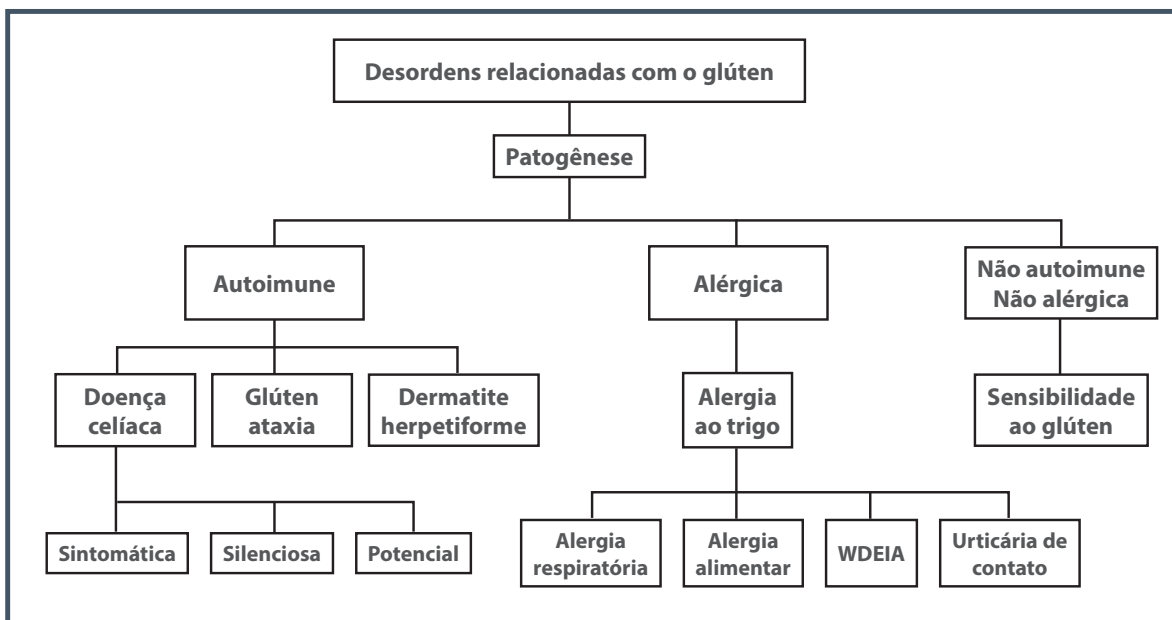 Desordens relacionadas com o glúten
Patogênese
Autoimune
Alérgica
Não autoimune
Não alérgica
Doença
celíaca
Glúten
ataxia
Dermatite
herpetiforme
Alergia
ao trigo
Sensibilidade
ao glúten
Sintomática
Silenciosa
Potencial
Alergia
respiratória
Alergia
alimentar
WDEIA
Urticária de
contato